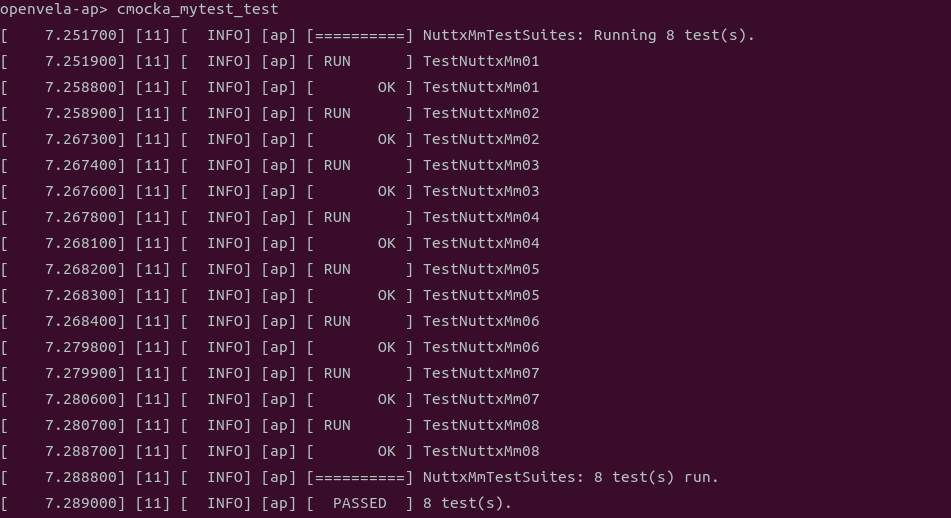 openvela-ap> cmocka_mytest_test
[    7.251700] [11] [  INFO] [ap] [==========] NuttxMmTestSuites: Running 8 test(s).
[    7.251900] [11] [  INFO] [ap] [ RUN      ] TestNuttxMm01
[    7.258800] [11] [  INFO] [ap] [       OK ] TestNuttxMm01
[    7.258900] [11] [  INFO] [ap] [ RUN      ] TestNuttxMm02
[    7.267300] [11] [  INFO] [ap] [       OK ] TestNuttxMm02
[    7.267400] [11] [  INFO] [ap] [ RUN      ] TestNuttxMm03
[    7.267600] [11] [  INFO] [ap] [       OK ] TestNuttxMm03
[    7.267800] [11] [  INFO] [ap] [ RUN      ] TestNuttxMm04
[    7.268100] [11] [  INFO] [ap] [       OK ] TestNuttxMm04
[    7.268200] [11] [  INFO] [ap] [ RUN      ] TestNuttxMm05
[    7.268300] [11] [  INFO] [ap] [       OK ] TestNuttxMm05
[    7.268400] [11] [  INFO] [ap] [ RUN      ] TestNuttxMm06
[    7.279800] [11] [  INFO] [ap] [       OK ] TestNuttxMm06
[    7.279900] [11] [  INFO] [ap] [ RUN      ] TestNuttxMm07
[    7.280600] [11] [  INFO] [ap] [       OK ] TestNuttxMm07
[    7.280700] [11] [  INFO] [ap] [ RUN      ] TestNuttxMm08
[    7.288700] [11] [  INFO] [ap] [       OK ] TestNuttxMm08
[    7.288800] [11] [  INFO] [ap] [==========] NuttxMmTestSuites: 8 test(s) run.
[    7.289000] [11] [  INFO] [ap] [  PASSED  ] 8 test(s).